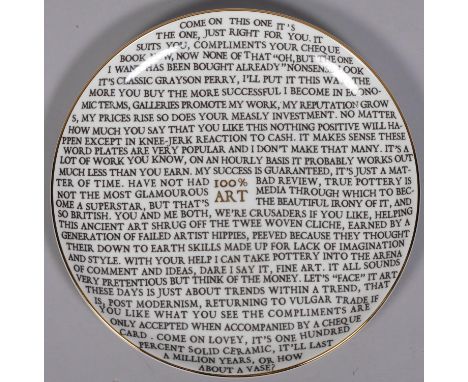 COME ON THIS ONE IT'S
THE ONE, JUST RIGHT FOR YOU. IT
SUITS YOU, COMPLIMENTS YOUR CHEQUE
BOOK, NOW NONE OF THAT "OH, BUT THE ONE
I WANT HAS BEEN BOUGHT ALREADY" NONSENSE. LOOK
IT'S CLASSIC GRAYSON PERRY, I'LL PUT IT THIS WAY THE
MORE YOU BUY THE MORE SUCCESSFUL I BECOME IN ECONO-
MIC TERMS, GALLERIES PROMOTE MY WORK, MY REPUTATION GROW
S, MY PRICES RISE SO DOES YOUR MEASLY INVESTMENT. NO MATTER
HOW MUCH YOU SAY THAT YOU LIKE THIS NOTHING POSITIVE WILL HA-
PPEN EXCEPT IN KNEE-JERK REACTION TO CASH. IT MAKES SENSE THESE
WORD PLATES ARE VERY POPULAR AND I DON'T MAKE THAT MANY. IT'S A
LOT OF WORK YOU KNOW, ON AN HOURLY BASIS IT PROBABLY WORKS OUT
MUCH LESS THAN YOU EARN. MY SUCCESS IS GUARANTEED, IT'S JUST A MAT-
TER OF TIME. HAVE NOT HAD 100% BAD REVIEW, TRUE POTTERY IS
NOT THE MOST GLAMOUROUS ART MEDIA THROUGH WHICH TO BEC-
OME A SUPERSTAR, BUT THAT'S THE BEAUTIFUL IRONY OF IT, AND
SO BRITISH. YOU AND ME BOTH, WE'RE CRUSADERS IF YOU LIKE, HELPING
THIS ANCIENT ART SHRUG OFF THE TWEE WOVEN CLICHE, EARNED BY A
GENERATION OF FAILED ARTIST HIPPIES, PEEVED BECAUSE THEY THOUGHT
THEIR DOWN TO EARTH SKILLS MADE UP FOR LACK OF IMAGINATION
AND STYLE. WITH YOUR HELP I CAN TAKE POTTERY INTO THE ARENA
OF COMMENT AND IDEAS, DARE I SAY IT, FINE ART. IT ALL SOUNDS
VERY PRETENTIOUS BUT THINK OF THE MONEY. LET'S "FACE" IT ART
THESE DAYS IS JUST ABOUT TRENDS WITHIN A TREND, THAT
IS, POST MODERNISM, RETURNING TO VULGAR TRADE IF
YOU LIKE WHAT YOU SEE THE COMPLIMENTS ARE
ONLY ACCEPTED WHEN ACCOMPANIED BY A CHEQUE
CARD. COME ON LOVEY, IT'S ONE HUNDRED
PERCENT SOLID CERAMIC, IT'LL LAST
A MILLION YEARS, OR HOW
ABOUT A VASE?